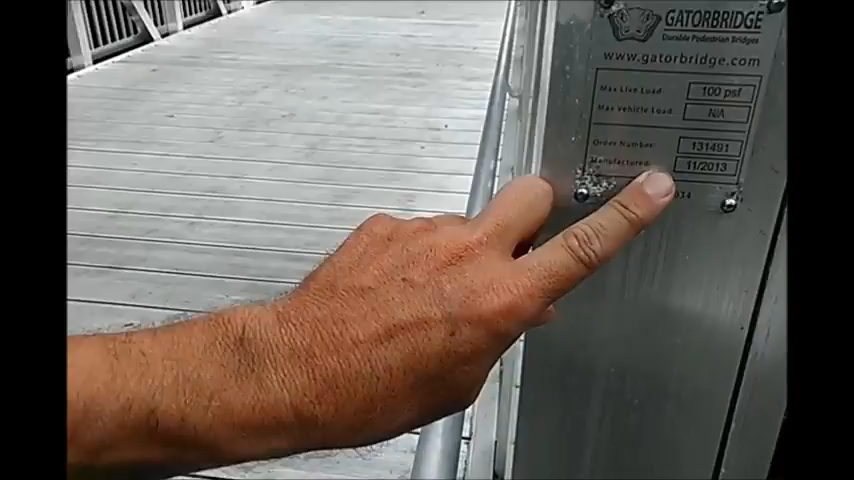 GATORBRIDGE
Durable Pedestrian Bridges
www.gatorbridge.com
Max Live Load 100 psf
Max Vehicle Load N/A
Order Number: 131491
Manufactured: 11/2013